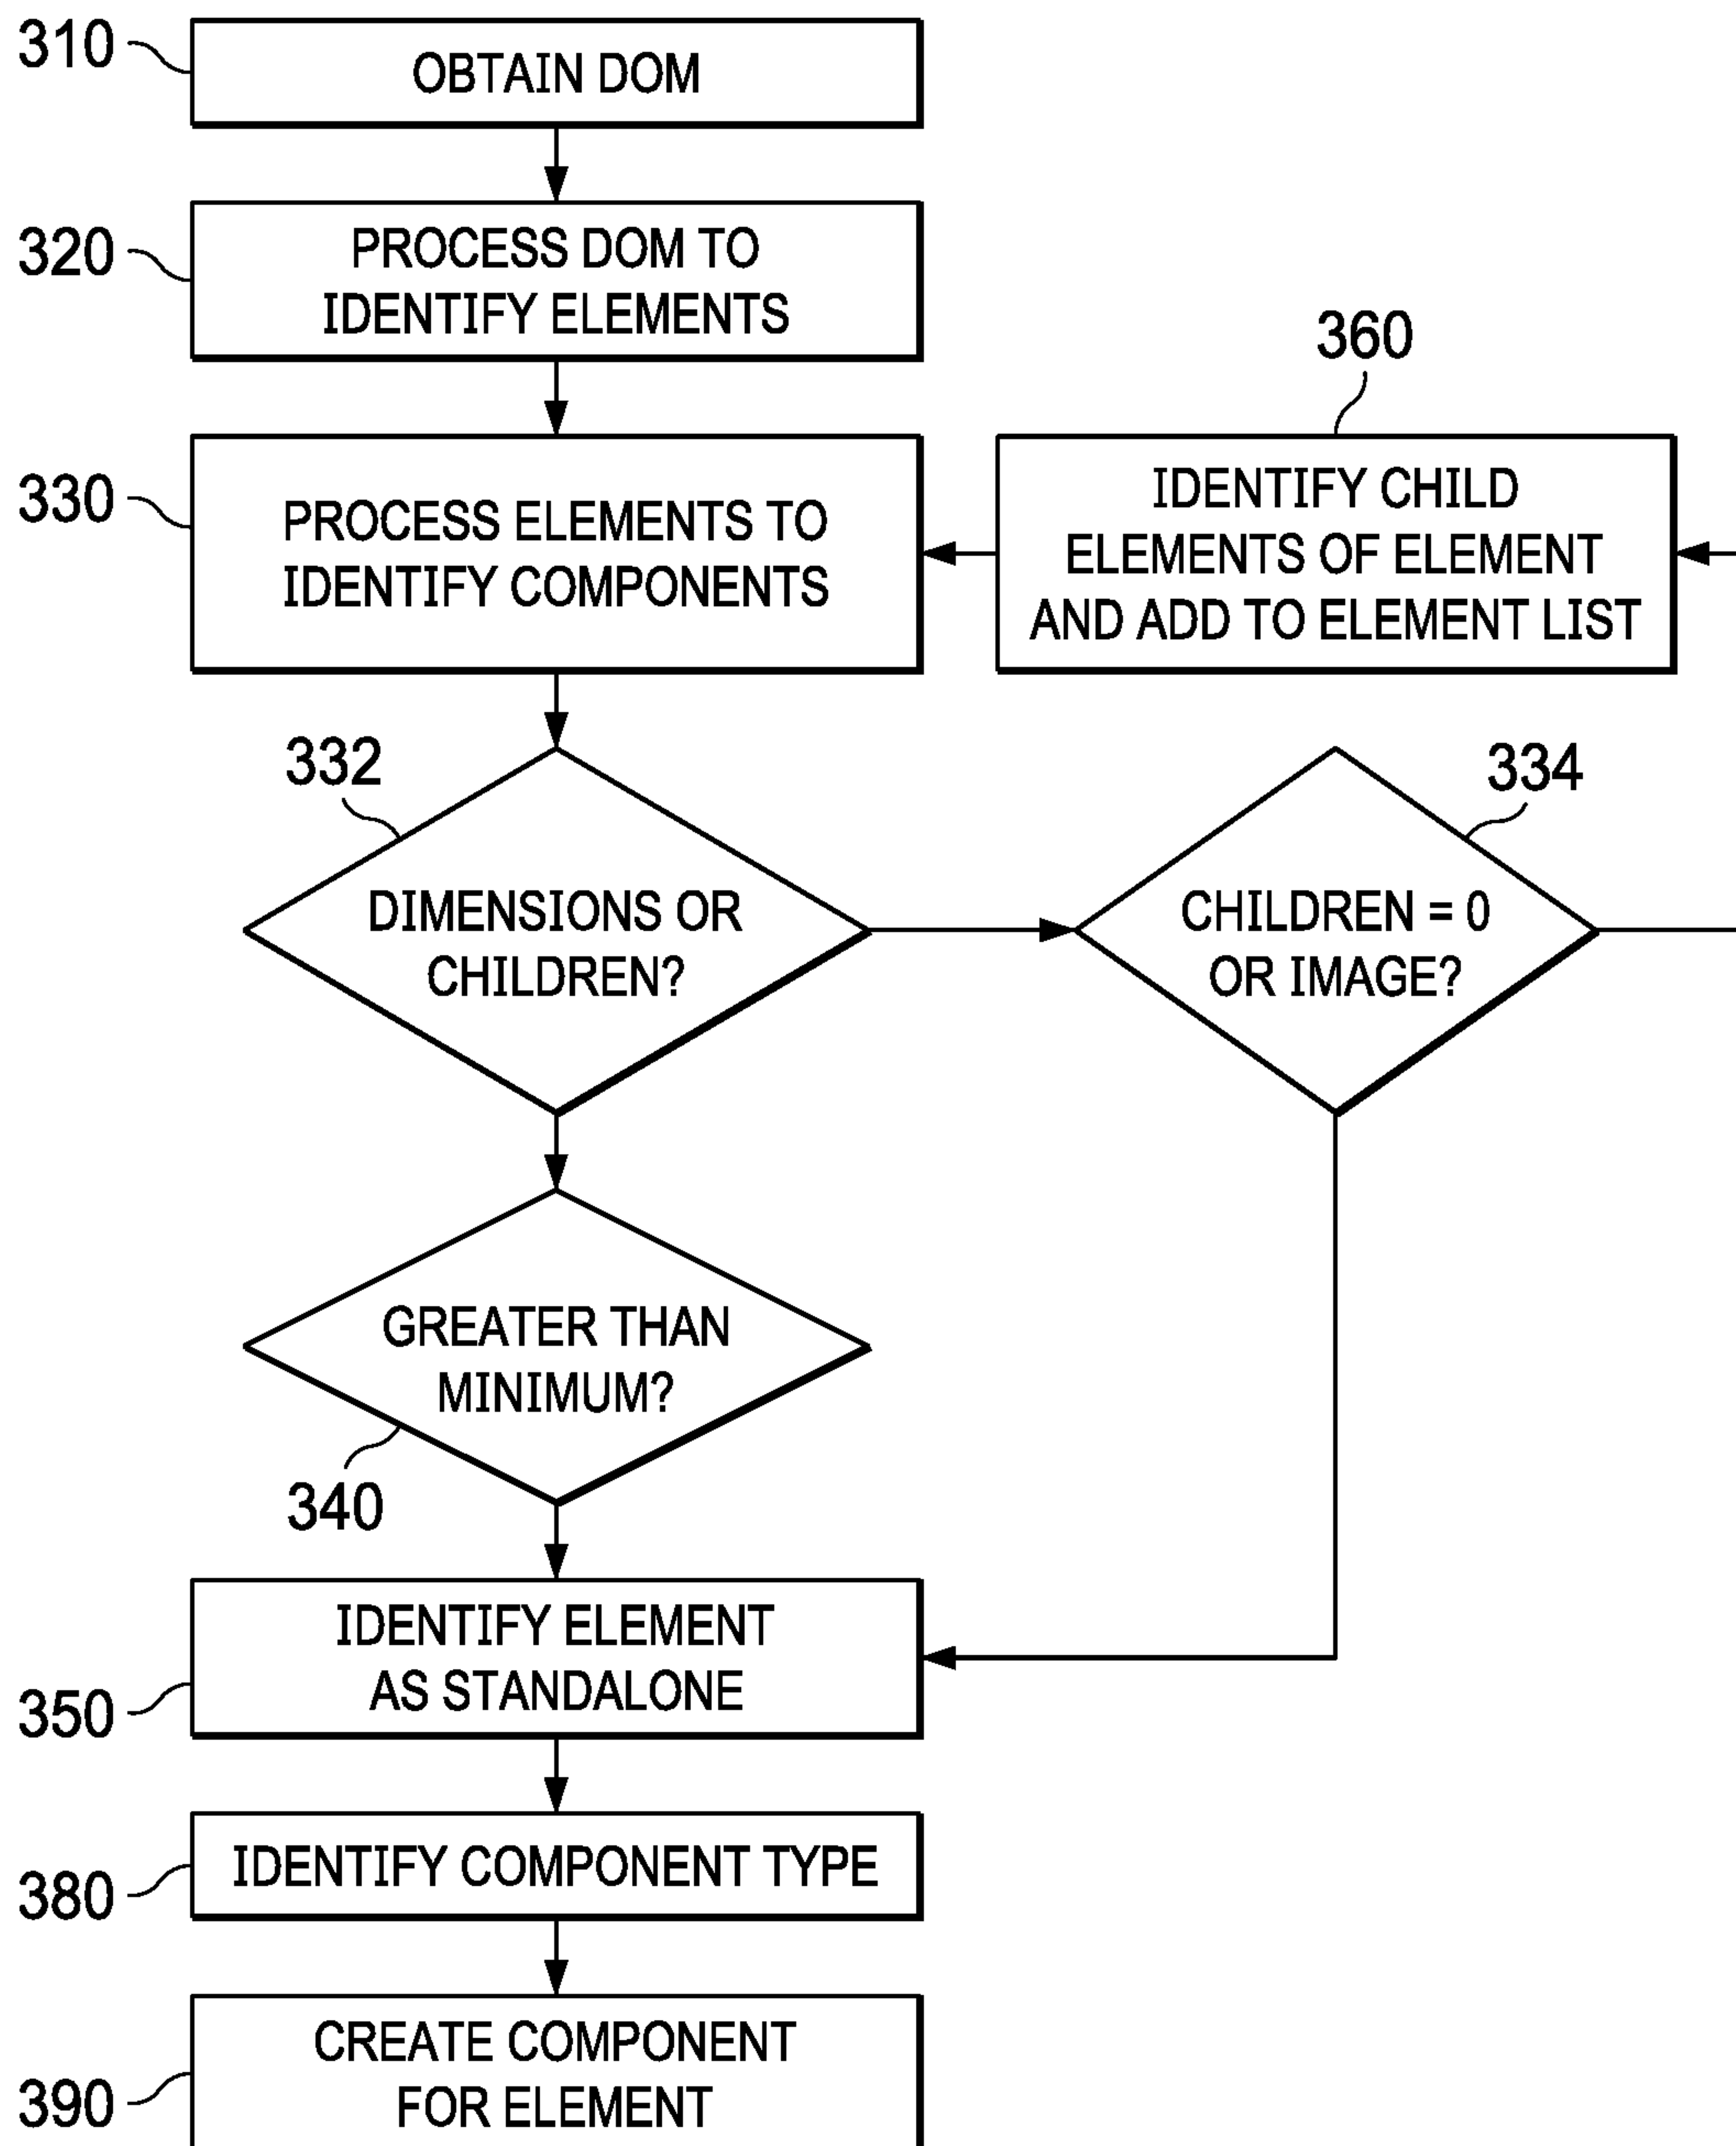 310
OBTAIN DOM
320
PROCESS DOM TO
IDENTIFY ELEMENTS
360
330
PROCESS ELEMENTS TO
IDENTIFY COMPONENTS
IDENTIFY CHILD
ELEMENTS OF ELEMENT
AND ADD TO ELEMENT LIST
332
DIMENSIONS OR
CHILDREN?
334
CHILDREN = 0
OR IMAGE?
GREATER THAN
MINIMUM?
340
IDENTIFY ELEMENT
AS STANDALONE
350
IDENTIFY COMPONENT TYPE
380
CREATE COMPONENT
FOR ELEMENT
390